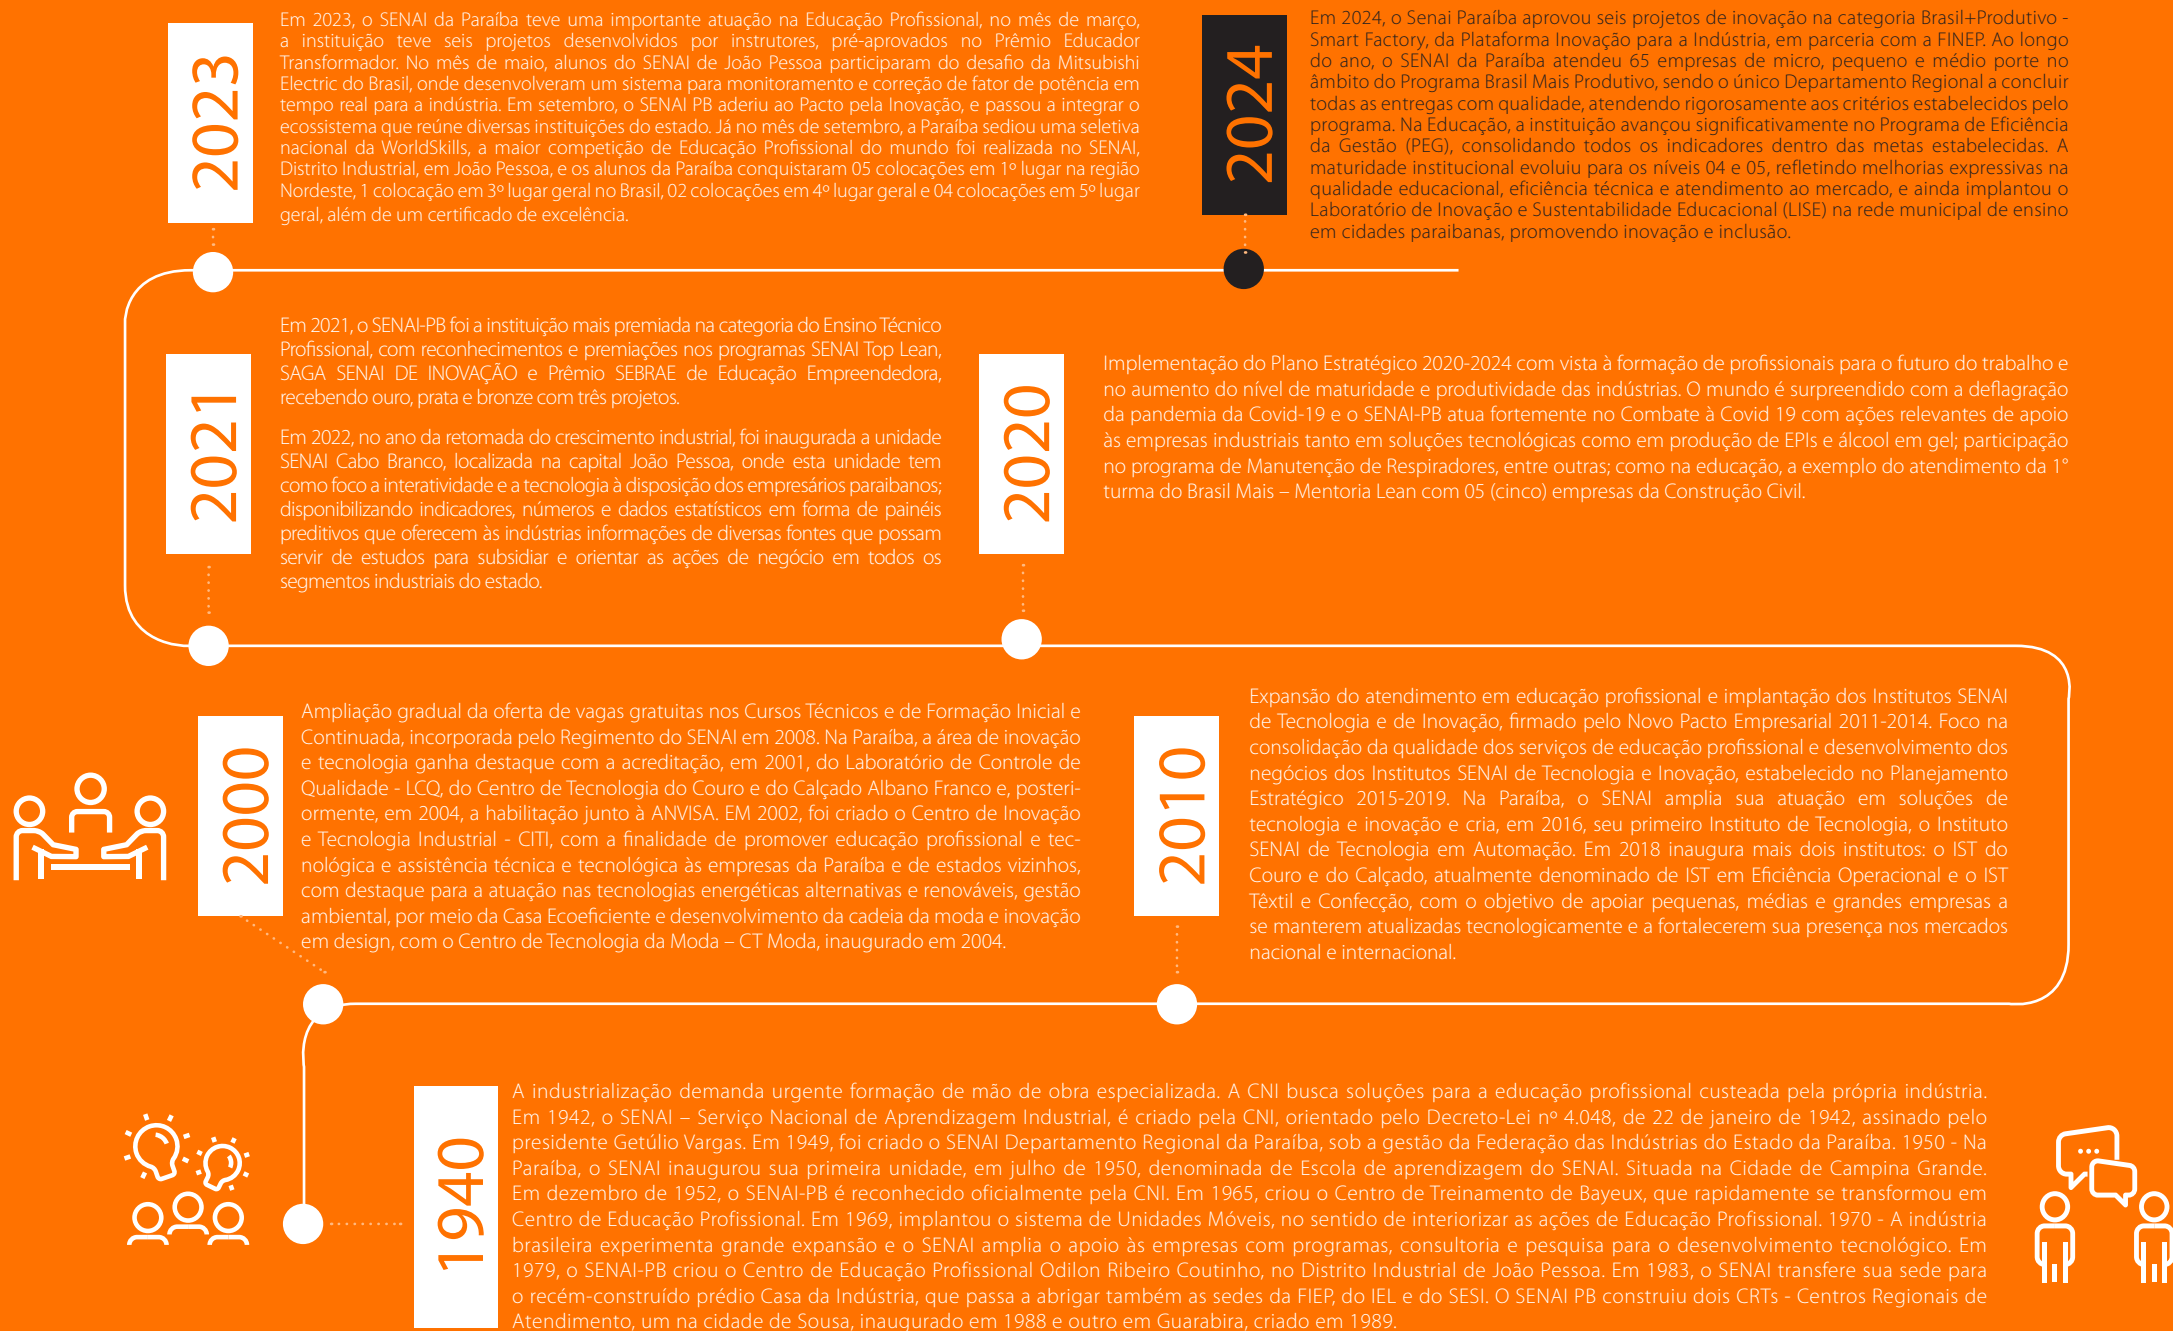 2023
Em 2023, o SENAI da Paraíba teve uma importante atuação na Educação Profissional, no mês de março,
a instituição teve seis projetos desenvolvidos por instrutores, pré-aprovados no Prêmio Educador
Transformador. No mês de maio, alunos do SENAI de João Pessoa participaram do desafio da Mitsubishi
Electric do Brasil, onde desenvolveram um sistema para monitoramento e correção de fator de potência em
tempo real para a indústria. Em setembro, o SENAI PB aderiu ao Pacto pela Inovação, e passou a integrar o
ecossistema que reúne diversas instituições do estado. Já no mês de setembro, a Paraíba sediou uma seletiva
nacional da WorldSkills, a maior competição de Educação Profissional do mundo foi realizada no SENAI,
Distrito Industrial, em João Pessoa, e os alunos da Paraíba conquistaram 05 colocações em 1º lugar na região
Nordeste, 1 colocação em 3º lugar geral no Brasil, 02 colocações em 4º lugar geral e 04 colocações em 5º lugar
geral, além de um certificado de excelência.
2024
Em 2024, o Senai Paraíba aprovou seis projetos de inovação na categoria Brasil+Produtivo -
Smart Factory, da Plataforma Inovação para a Indústria, em parceria com a FINEP. Ao longo
do ano, o SENAI da Paraíba atendeu 65 empresas de micro, pequeno e médio porte no
âmbito do Programa Brasil Mais Produtivo, sendo o único Departamento Regional a concluir
todas as entregas com qualidade, atendendo rigorosamente aos critérios estabelecidos pelo
programa. Na Educação, a instituição avançou significativamente no Programa de Eficiência
da Gestão (PEG), consolidando todos os indicadores dentro das metas estabelecidas. A
maturidade institucional evoluiu para os níveis 04 e 05, refletindo melhorias expressivas na
qualidade educacional, eficiência técnica e atendimento ao mercado, e ainda implantou o
Laboratório de Inovação e Sustentabilidade Educacional (LISE) na rede municipal de ensino
em cidades paraibanas, promovendo inovação e inclusão.
2021
Em 2021, o SENAI-PB foi a instituição mais premiada na categoria do Ensino Técnico
Profissional, com reconhecimentos e premiações nos programas SENAI Top Lean,
SAGA SENAI DE INOVAÇÃO e Prêmio SEBRAE de Educação Empreendedora,
recebendo ouro, prata e bronze com três projetos.
Em 2022, no ano da retomada do crescimento industrial, foi inaugurada a unidade
SENAI Cabo Branco, localizada na capital João Pessoa, onde esta unidade tem
como foco a interatividade e a tecnologia à disposição dos empresários paraibanos;
disponibilizando indicadores, números e dados estatísticos em forma de painéis
preditivos que oferecem às indústrias informações de diversas fontes que possam
servir de estudos para subsidiar e orientar as ações de negócio em todos os
segmentos industriais do estado.
2020
Implementação do Plano Estratégico 2020-2024 com vista à formação de profissionais para o futuro do trabalho e
no aumento do nível de maturidade e produtividade das indústrias. O mundo é surpreendido com a deflagração
da pandemia da Covid-19 e o SENAI-PB atua fortemente no Combate à Covid 19 com ações relevantes de apoio
às empresas industriais tanto em soluções tecnológicas como em produção de EPIs e álcool em gel; participação
no programa de Manutenção de Respiradores, entre outras; como na educação, a exemplo do atendimento da 1°
turma do Brasil Mais – Mentoria Lean com 05 (cinco) empresas da Construção Civil.
2000
Ampliação gradual da oferta de vagas gratuitas nos Cursos Técnicos e de Formação Inicial e
Continuada, incorporada pelo Regimento do SENAI em 2008. Na Paraíba, a área de inovação
e tecnologia ganha destaque com a acreditação, em 2001, do Laboratório de Controle de
Qualidade - LCQ, do Centro de Tecnologia do Couro e do Calçado Albano Franco e, posteri-
ormente, em 2004, a habilitação junto à ANVISA. EM 2002, foi criado o Centro de Inovação
e Tecnologia Industrial - CITI, com a finalidade de promover educação profissional e tec-
nológica e assistência técnica e tecnológica às empresas da Paraíba e de estados vizinhos,
com destaque para a atuação nas tecnologias energéticas alternativas e renováveis, gestão
ambiental, por meio da Casa Ecoeficiente e desenvolvimento da cadeia da moda e inovação
em design, com o Centro de Tecnologia da Moda – CT Moda, inaugurado em 2004.
2010
Expansão do atendimento em educação profissional e implantação dos Institutos SENAI
de Tecnologia e de Inovação, firmado pelo Novo Pacto Empresarial 2011-2014. Foco na
consolidação da qualidade dos serviços de educação profissional e desenvolvimento dos
negócios dos Institutos SENAI de Tecnologia e Inovação, estabelecido no Planejamento
Estratégico 2015-2019. Na Paraíba, o SENAI amplia sua atuação em soluções de
tecnologia e inovação e cria, em 2016, seu primeiro Instituto de Tecnologia, o Instituto
SENAI de Tecnologia em Automação. Em 2018 inaugura mais dois institutos: o IST do
Couro e do Calçado, atualmente denominado de IST em Eficiência Operacional e o IST
Têxtil e Confecção, com o objetivo de apoiar pequenas, médias e grandes empresas a
se manterem atualizadas tecnologicamente e a fortalecerem sua presença nos mercados
nacional e internacional.
1940
A industrialização demanda urgente formação de mão de obra especializada. A CNI busca soluções para a educação profissional custeada pela própria indústria.
Em 1942, o SENAI – Serviço Nacional de Aprendizagem Industrial, é criado pela CNI, orientado pelo Decreto-Lei nº 4.048, de 22 de janeiro de 1942, assinado pelo
presidente Getúlio Vargas. Em 1949, foi criado o SENAI Departamento Regional da Paraíba, sob a gestão da Federação das Indústrias do Estado da Paraíba. 1950 - Na
Paraíba, o SENAI inaugurou sua primeira unidade, em julho de 1950, denominada de Escola de aprendizagem do SENAI. Situada na Cidade de Campina Grande.
Em dezembro de 1952, o SENAI-PB é reconhecido oficialmente pela CNI. Em 1965, criou o Centro de Treinamento de Bayeux, que rapidamente se transformou em
Centro de Educação Profissional. Em 1969, implantou o sistema de Unidades Móveis, no sentido de interiorizar as ações de Educação Profissional. 1970 - A indústria
brasileira experimenta grande expansão e o SENAI amplia o apoio às empresas com programas, consultoria e pesquisa para o desenvolvimento tecnológico. Em
1979, o SENAI-PB criou o Centro de Educação Profissional Odilon Ribeiro Coutinho, no Distrito Industrial de João Pessoa. Em 1983, o SENAI transfere sua sede para
o recém-construído prédio Casa da Indústria, que passa a abrigar também as sedes da FIEP, do IEL e do SESI. O SENAI PB construiu dois CRTs - Centros Regionais de
Atendimento, um na cidade de Sousa, inaugurado em 1988 e outro em Guarabira, criado em 1989.